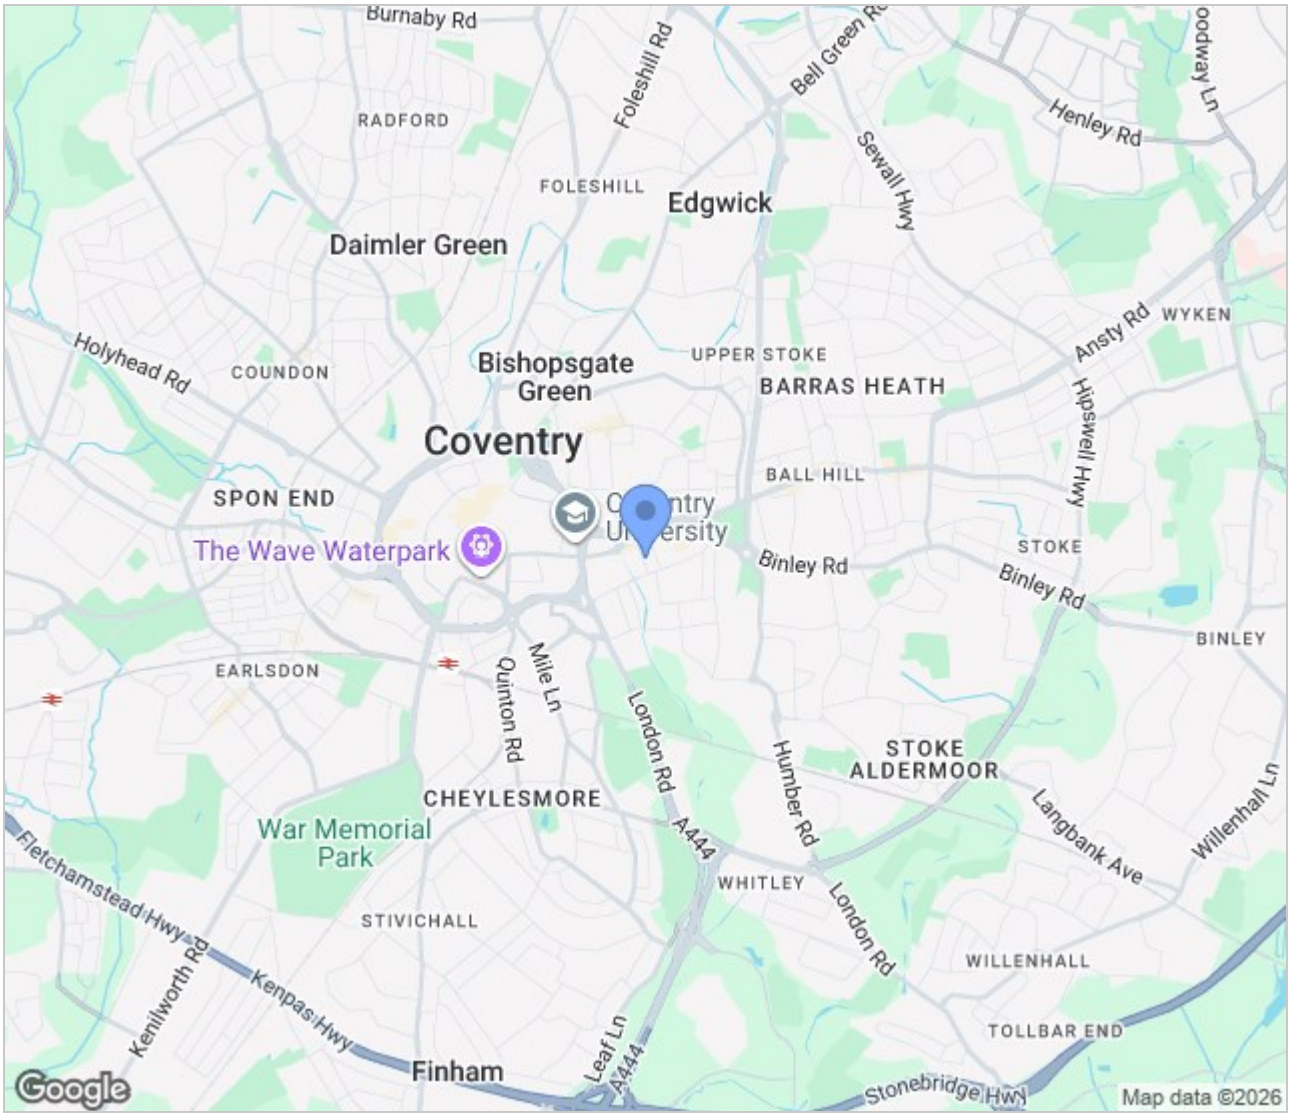 Burnaby Rd
Foleshill Rd
Bell Green Rd
oodway Ln
RADFORD
Henley Rd
Sewall Hwy
FOLESHILL
Edgwick
Daimler Green
WYKEN
Ansty Rd
Holyhead Rd
COUNDON
Bishopsgate
Green
UPPER STOKE
BARRAS HEATH
Hipswell Hwy
Coventry
BALL HILL
SPON END
University
The Wave Waterpark
Binley Rd
STOKE
Binley Rd
BINLEY
EARLSDON
Mile Ln
Quinton Rd
London Rd
STOKE
ALDERMOOR
Humber Rd
CHEYLESMORE
Langbank Ave
Willenhall Ln
War Memorial
Park
A444
Fletchamstead Hwy
WHITLEY
STIVICHALL
London Rd
WILLENHALL
Kenilworth Rd
Kenpas Hwy
TOLLBAR END
Leaf Ln
A444
Finham
Stonebridge Hwy
Google
Map data ©2026